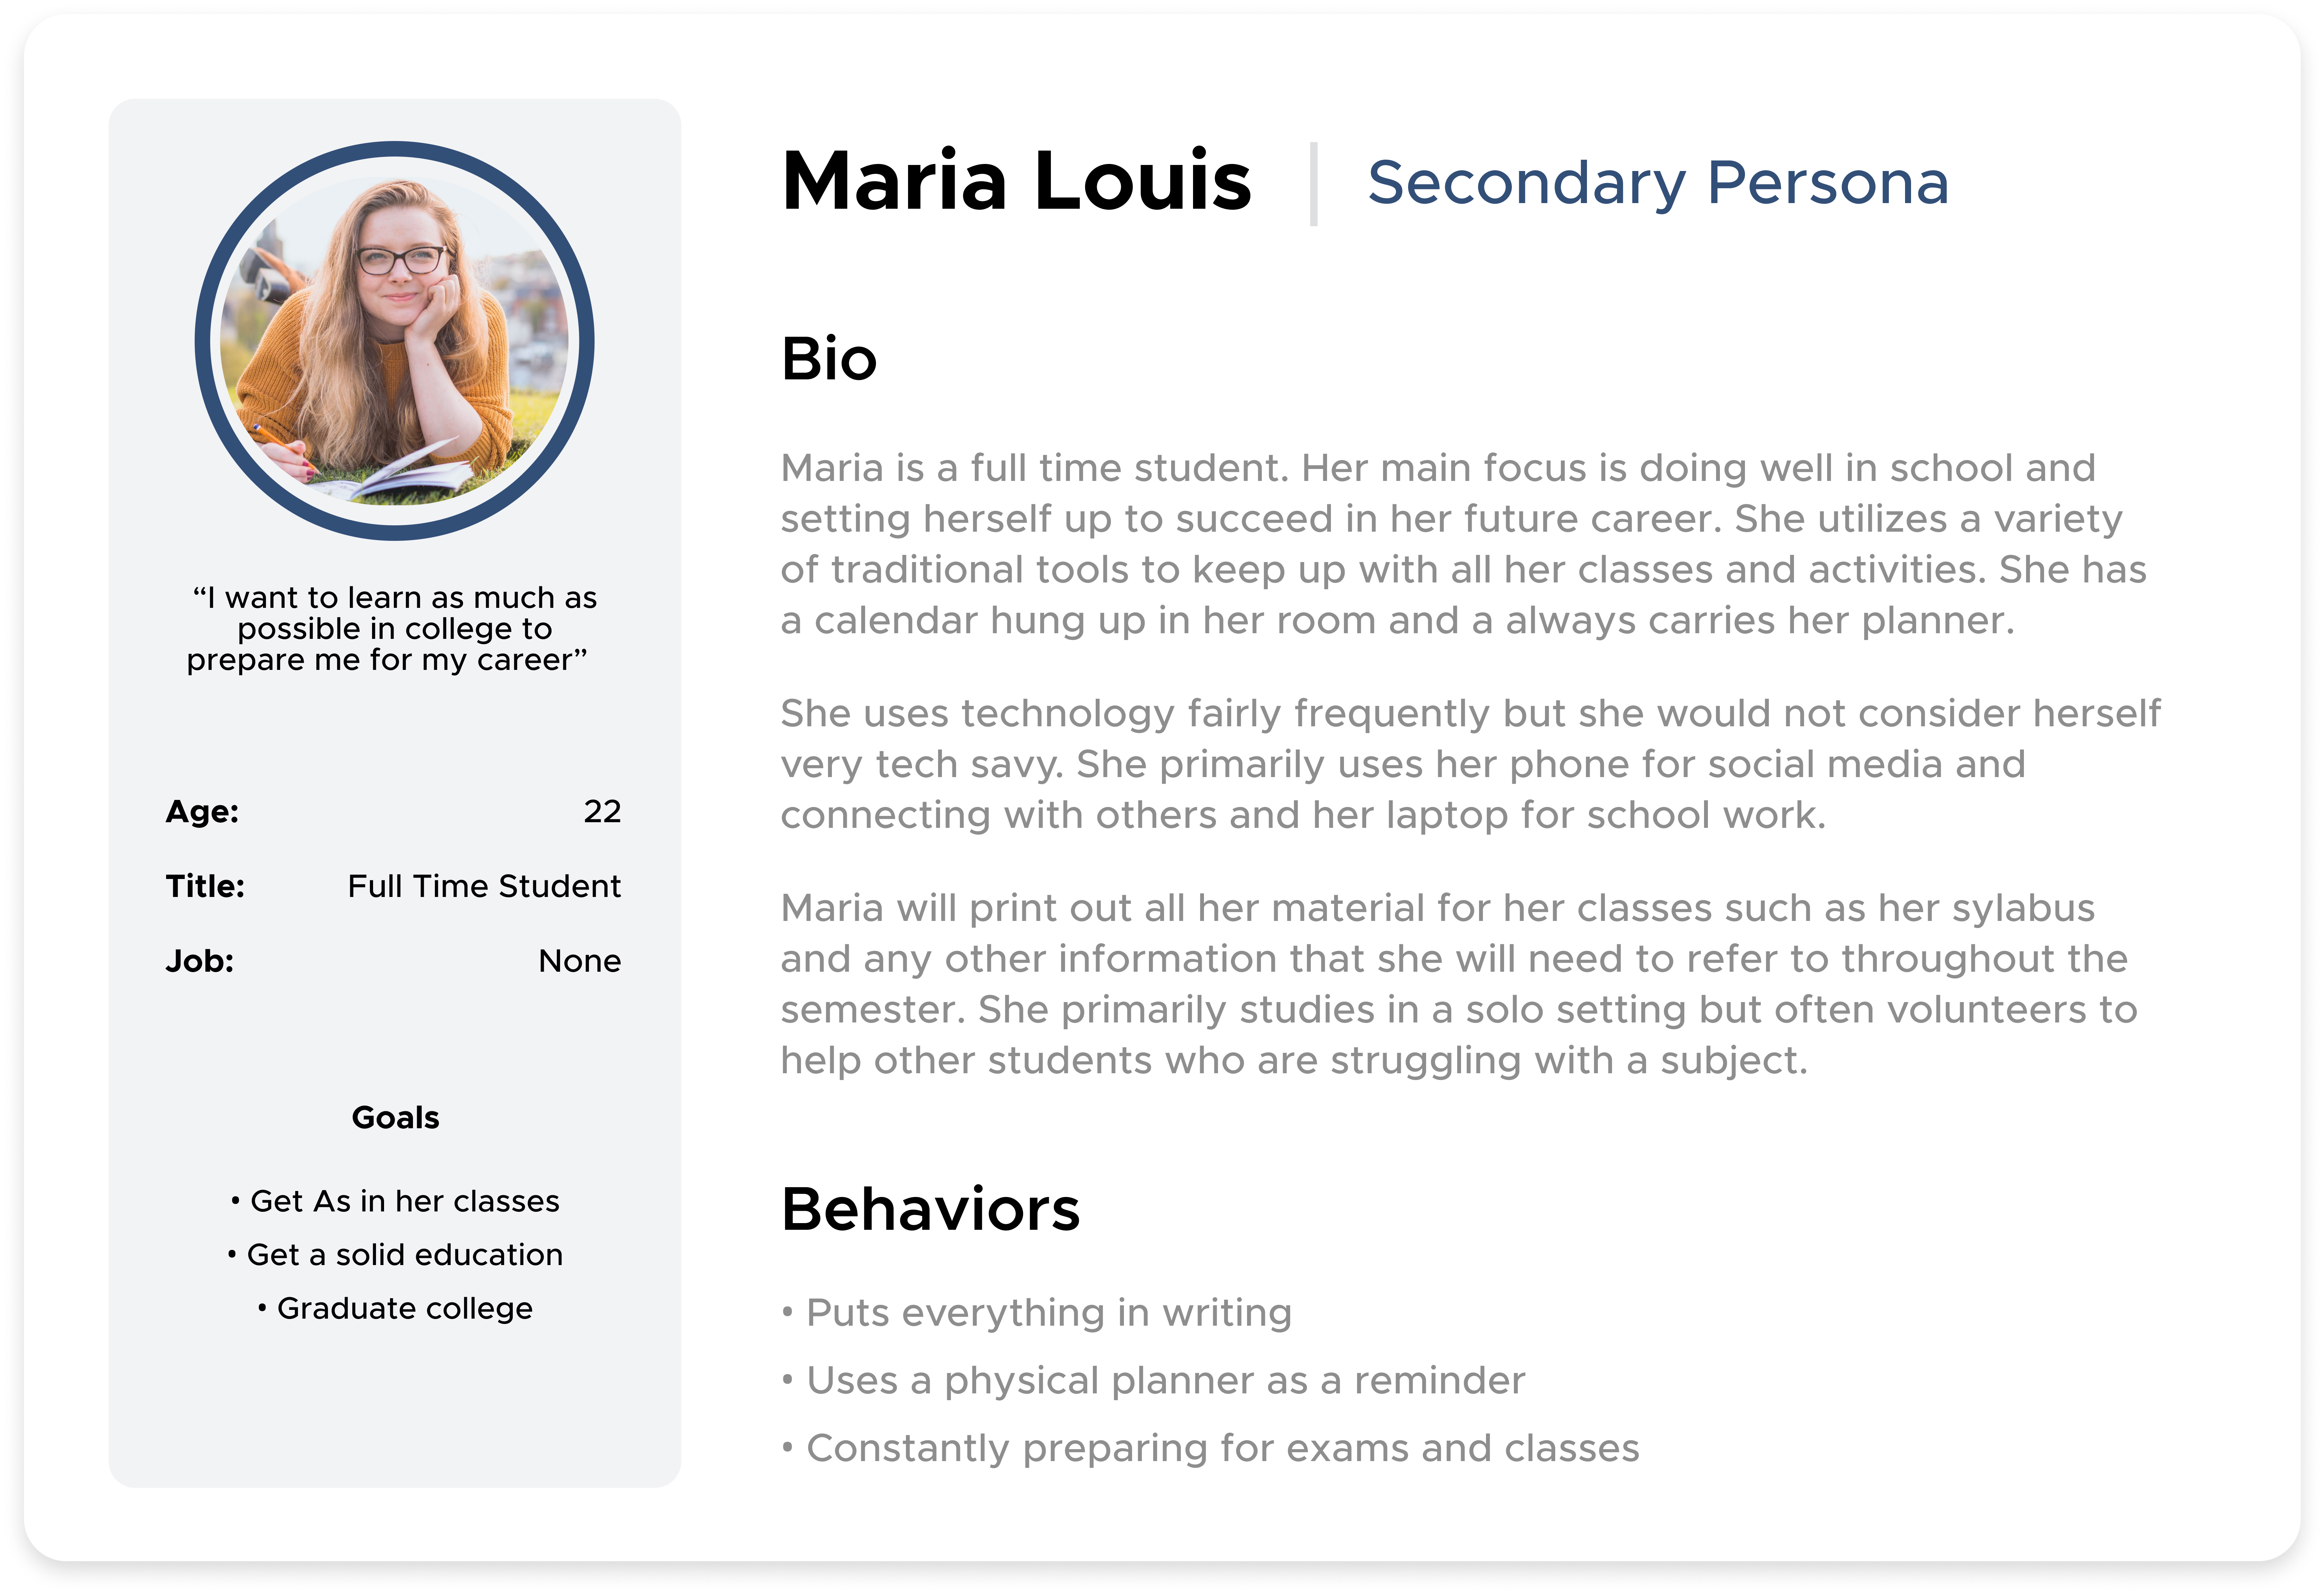 Maria Louis
Secondary Persona
“I want to learn as much as
possible in college to
prepare me for my career”
Age: 22
Title: Full Time Student
Job: None
Goals
• Get As in her classes
• Get a solid education
• Graduate college
Bio
Maria is a full time student. Her main focus is doing well in school and
setting herself up to succeed in her future career. She utilizes a variety
of traditional tools to keep up with all her classes and activities. She has
a calendar hung up in her room and a always carries her planner.
She uses technology fairly frequently but she would not consider herself
very tech savy. She primarily uses her phone for social media and
connecting with others and her laptop for school work.
Maria will print out all her material for her classes such as her sylabus
and any other information that she will need to refer to throughout the
semester. She primarily studies in a solo setting but often volunteers to
help other students who are struggling with a subject.
Behaviors
• Puts everything in writing
• Uses a physical planner as a reminder
• Constantly preparing for exams and classes